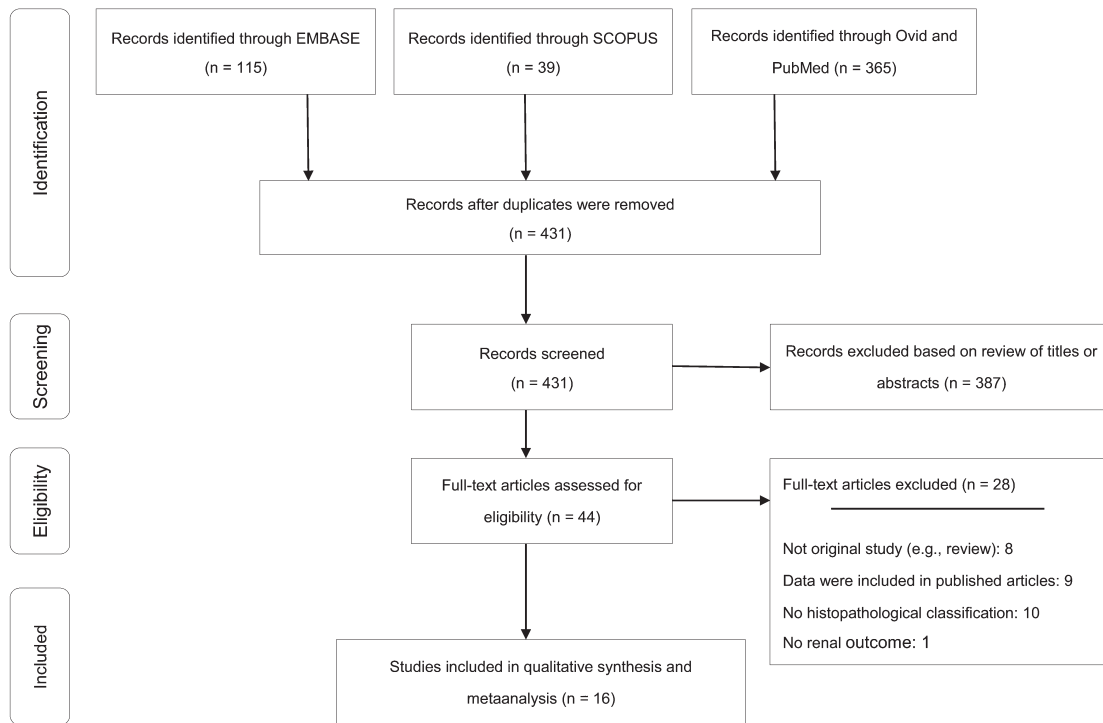 Identification
Records identified through EMBASE
(n = 115)
Records identified through SCOPUS
(n = 39)
Records identified through Ovid and
PubMed (n = 365)
Records after duplicates were removed
(n = 431)
Screening
Records screened
(n = 431)
Records excluded based on review of titles or
abstracts (n = 387)
Eligibility
Full-text articles assessed for
eligibility (n = 44)
Full-text articles excluded (n = 28)
Not original study (e.g., review): 8
Data were included in published articles: 9
No histopathological classification: 10
No renal outcome: 1
Included
Studies included in qualitative synthesis and
metaanalysis (n = 16)